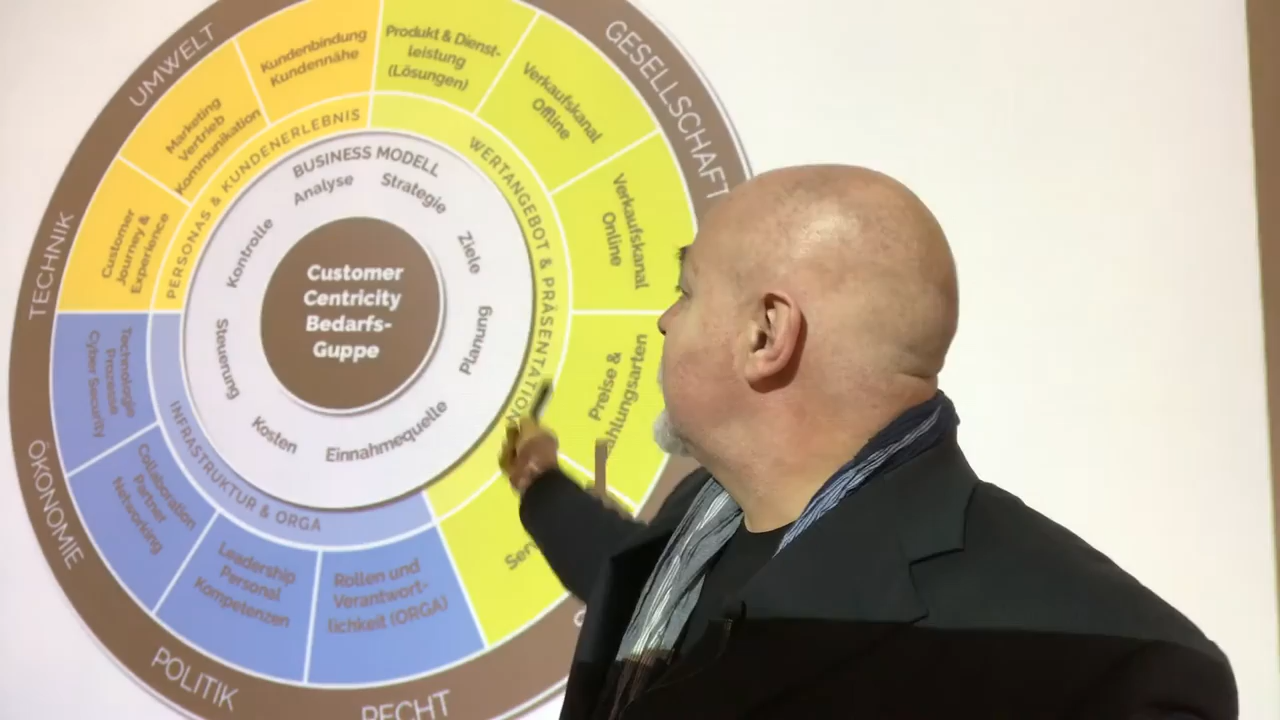 UMWELT
GESELLSCHAFT
TECHNIK
ÖKONOMIE
POLITIK
RECHT
Kundenbindung
Kundennähe
Produkt & Dienst-
leistung
(Lösungen)
Verkaufskanal
Offline
Verkaufskanal
Online
Preise &
ahlungsarten
Ser
Marketing
Vertrieb
Kommunikation
Customer
Journey &
Experience
PERSONAS & KUNDENERLEBNIS
WERTANGEBOT & PRÄSENTATION
INFRASTRUKTUR & ORGA
BUSINESS MODELL
Analyse
Strategie
Ziele
Planung
Einnahmequelle
Kosten
Steuerung
Kontrolle
Customer
Centricity
Bedarfs-
Guppe
Technologie
Prozesse
Cyber Security
Collaboration
Partner
Networking
Leadership
Personal
Kompetenzen
Rollen und
Verantwort-
lichkeit (ORGA)